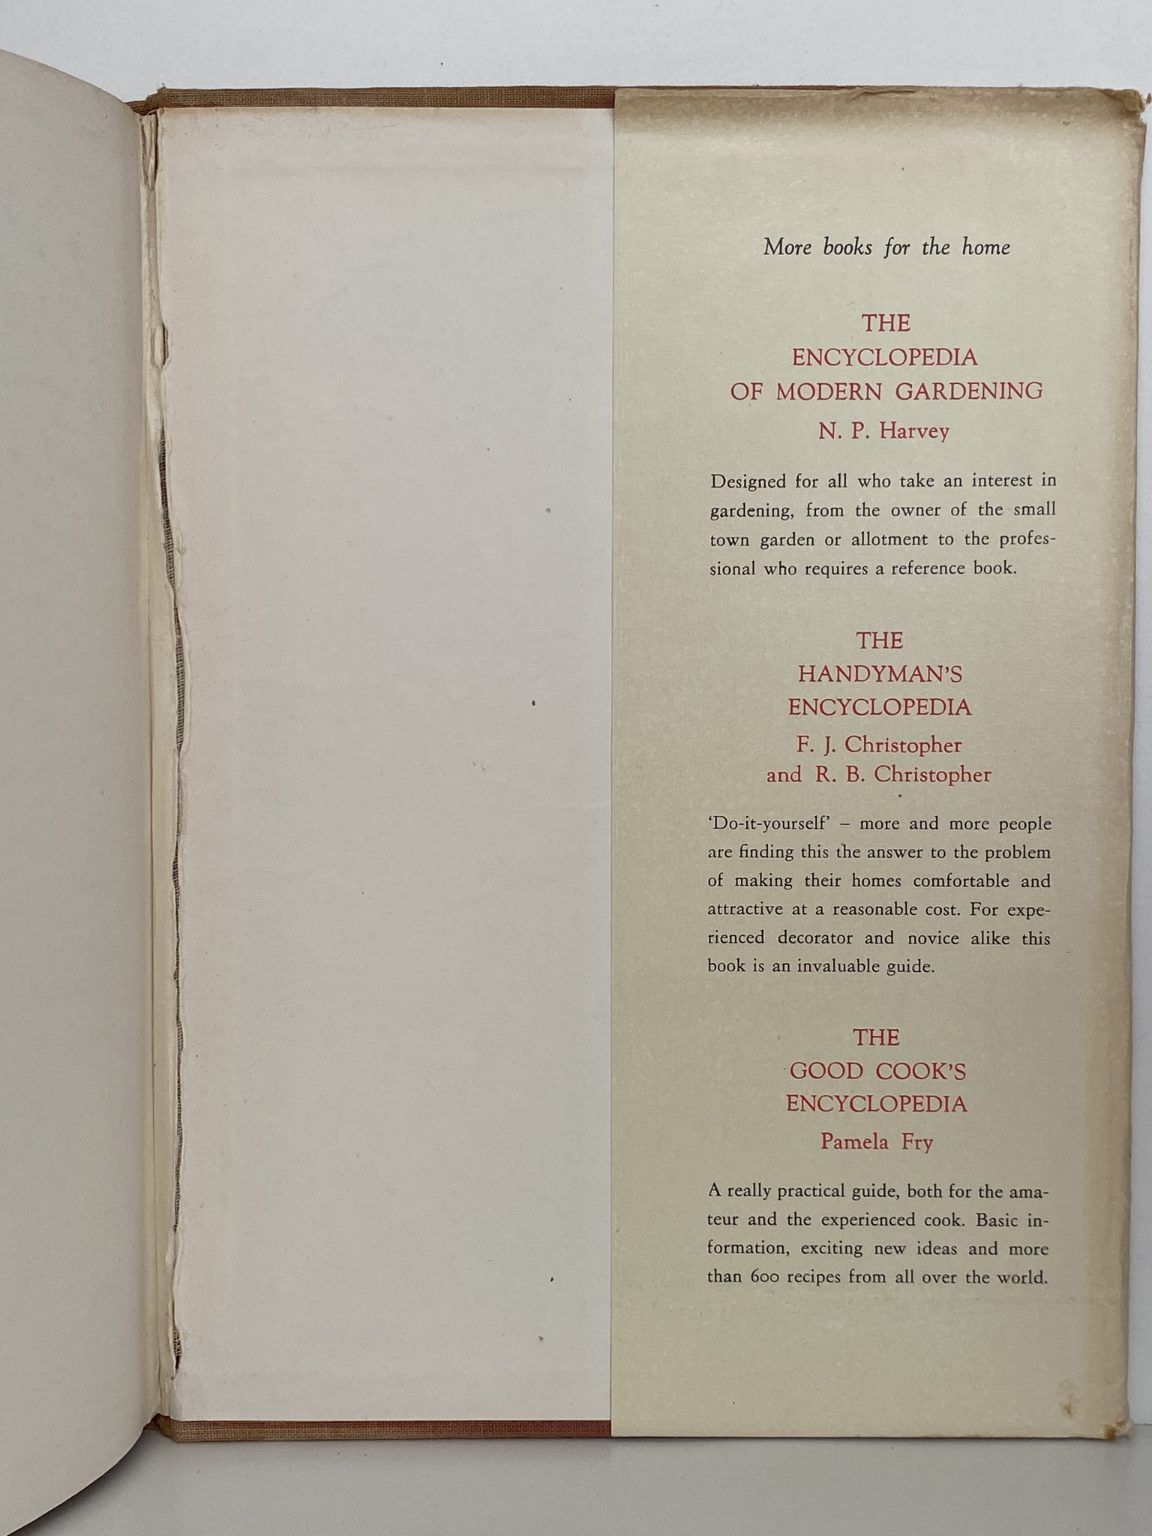 More books for the home
THE
ENCYCLOPEDIA
OF MODERN GARDENING
N. P. Harvey
Designed for all who take an interest in
gardening, from the owner of the small
town garden or allotment to the profes-
sional who requires a reference book.
THE
HANDYMAN'S
ENCYCLOPEDIA
F. J. Christopher
and R. B. Christopher
'Do-it-yourself' – more and more people
are finding this the answer to the problem
of making their homes comfortable and
attractive at a reasonable cost. For expe-
rienced decorator and novice alike this
book is an invaluable guide.
THE
GOOD COOK'S
ENCYCLOPEDIA
Pamela Fry
A really practical guide, both for the ama-
teur and the experienced cook. Basic in-
formation, exciting new ideas and more
than 600 recipes from all over the world.